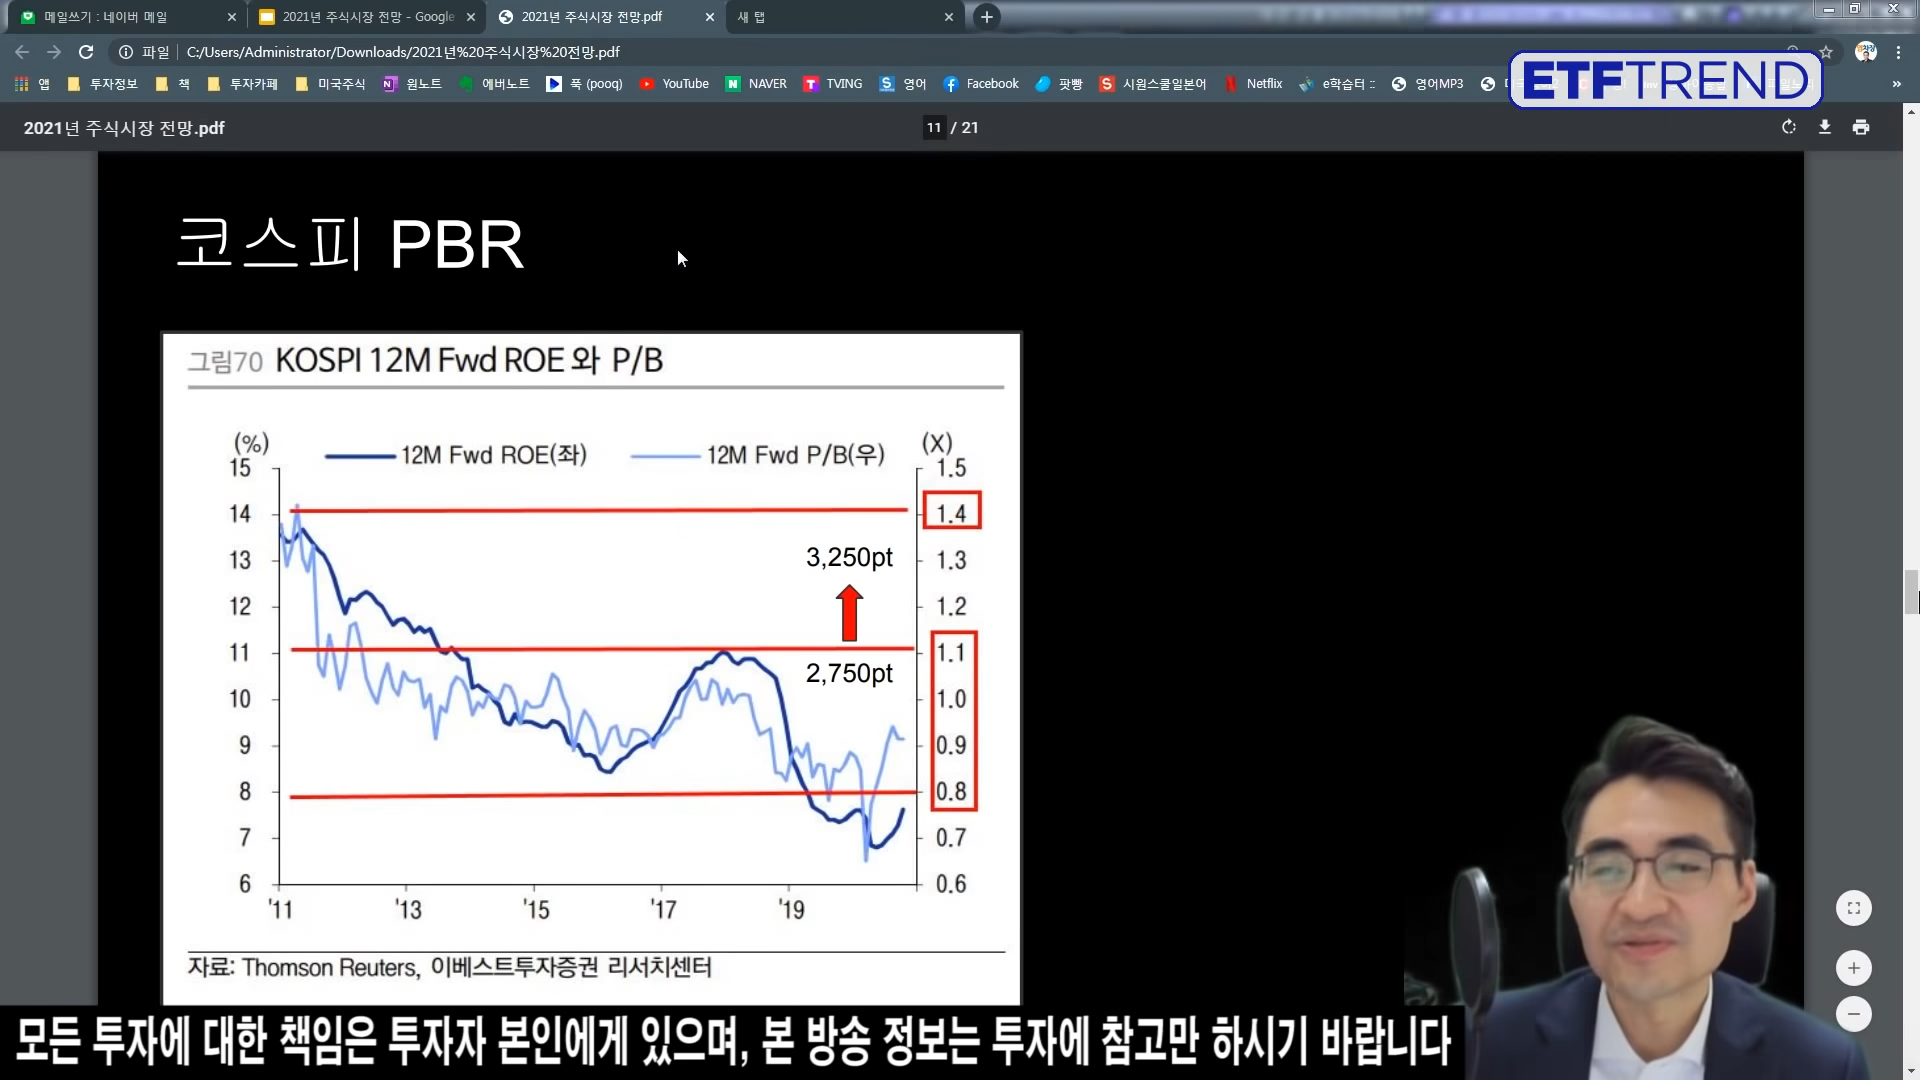 메일쓰기 : 네이버 메일
2021년 주식시장 전망 - Google
2021년 주식시장 전망.pdf
새 탭
파일
C:/Users/Administrator/Downloads/2021년%20주식시장%20전망.pdf
앱
투자정보
책
투자카페
미국주식
원노트
에버노트
푹 (pooq)
YouTube
NAVER
TVING
영어
Facebook
팟빵
시원스쿨일본어
Netflix
e학습터 ::
영어MP3
»
ETFTREND
2021년 주식시장 전망.pdf
11 / 21
코스피 PBR
그림70 KOSPI 12M Fwd ROE 와 P/B
(%)
12M Fwd ROE(좌)
12M Fwd P/B(우)
(X)
15
1.5
14
1.4
13
3,250pt
1.3
12
1.2
11
1.1
2,750pt
10
1.0
9
0.9
8
0.8
7
0.7
6
0.6
'11
'13
'15
'17
'19
자료: Thomson Reuters, 이베스트투자증권 리서치센터
모든 투자에 대한 책임은 투자자 본인에게 있으며, 본 방송 정보는 투자에 참고만 하시기 바랍니다